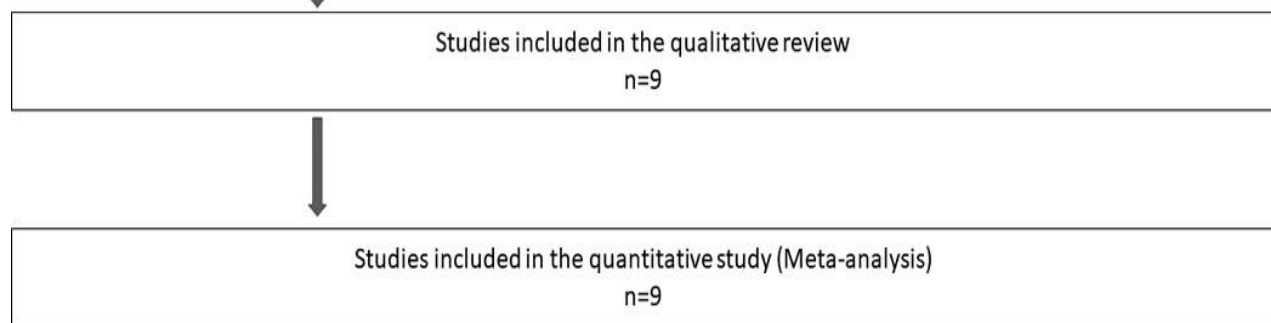 Studies included in the qualitative review
n=9
Studies included in the quantitative study (Meta-analysis)
n=9